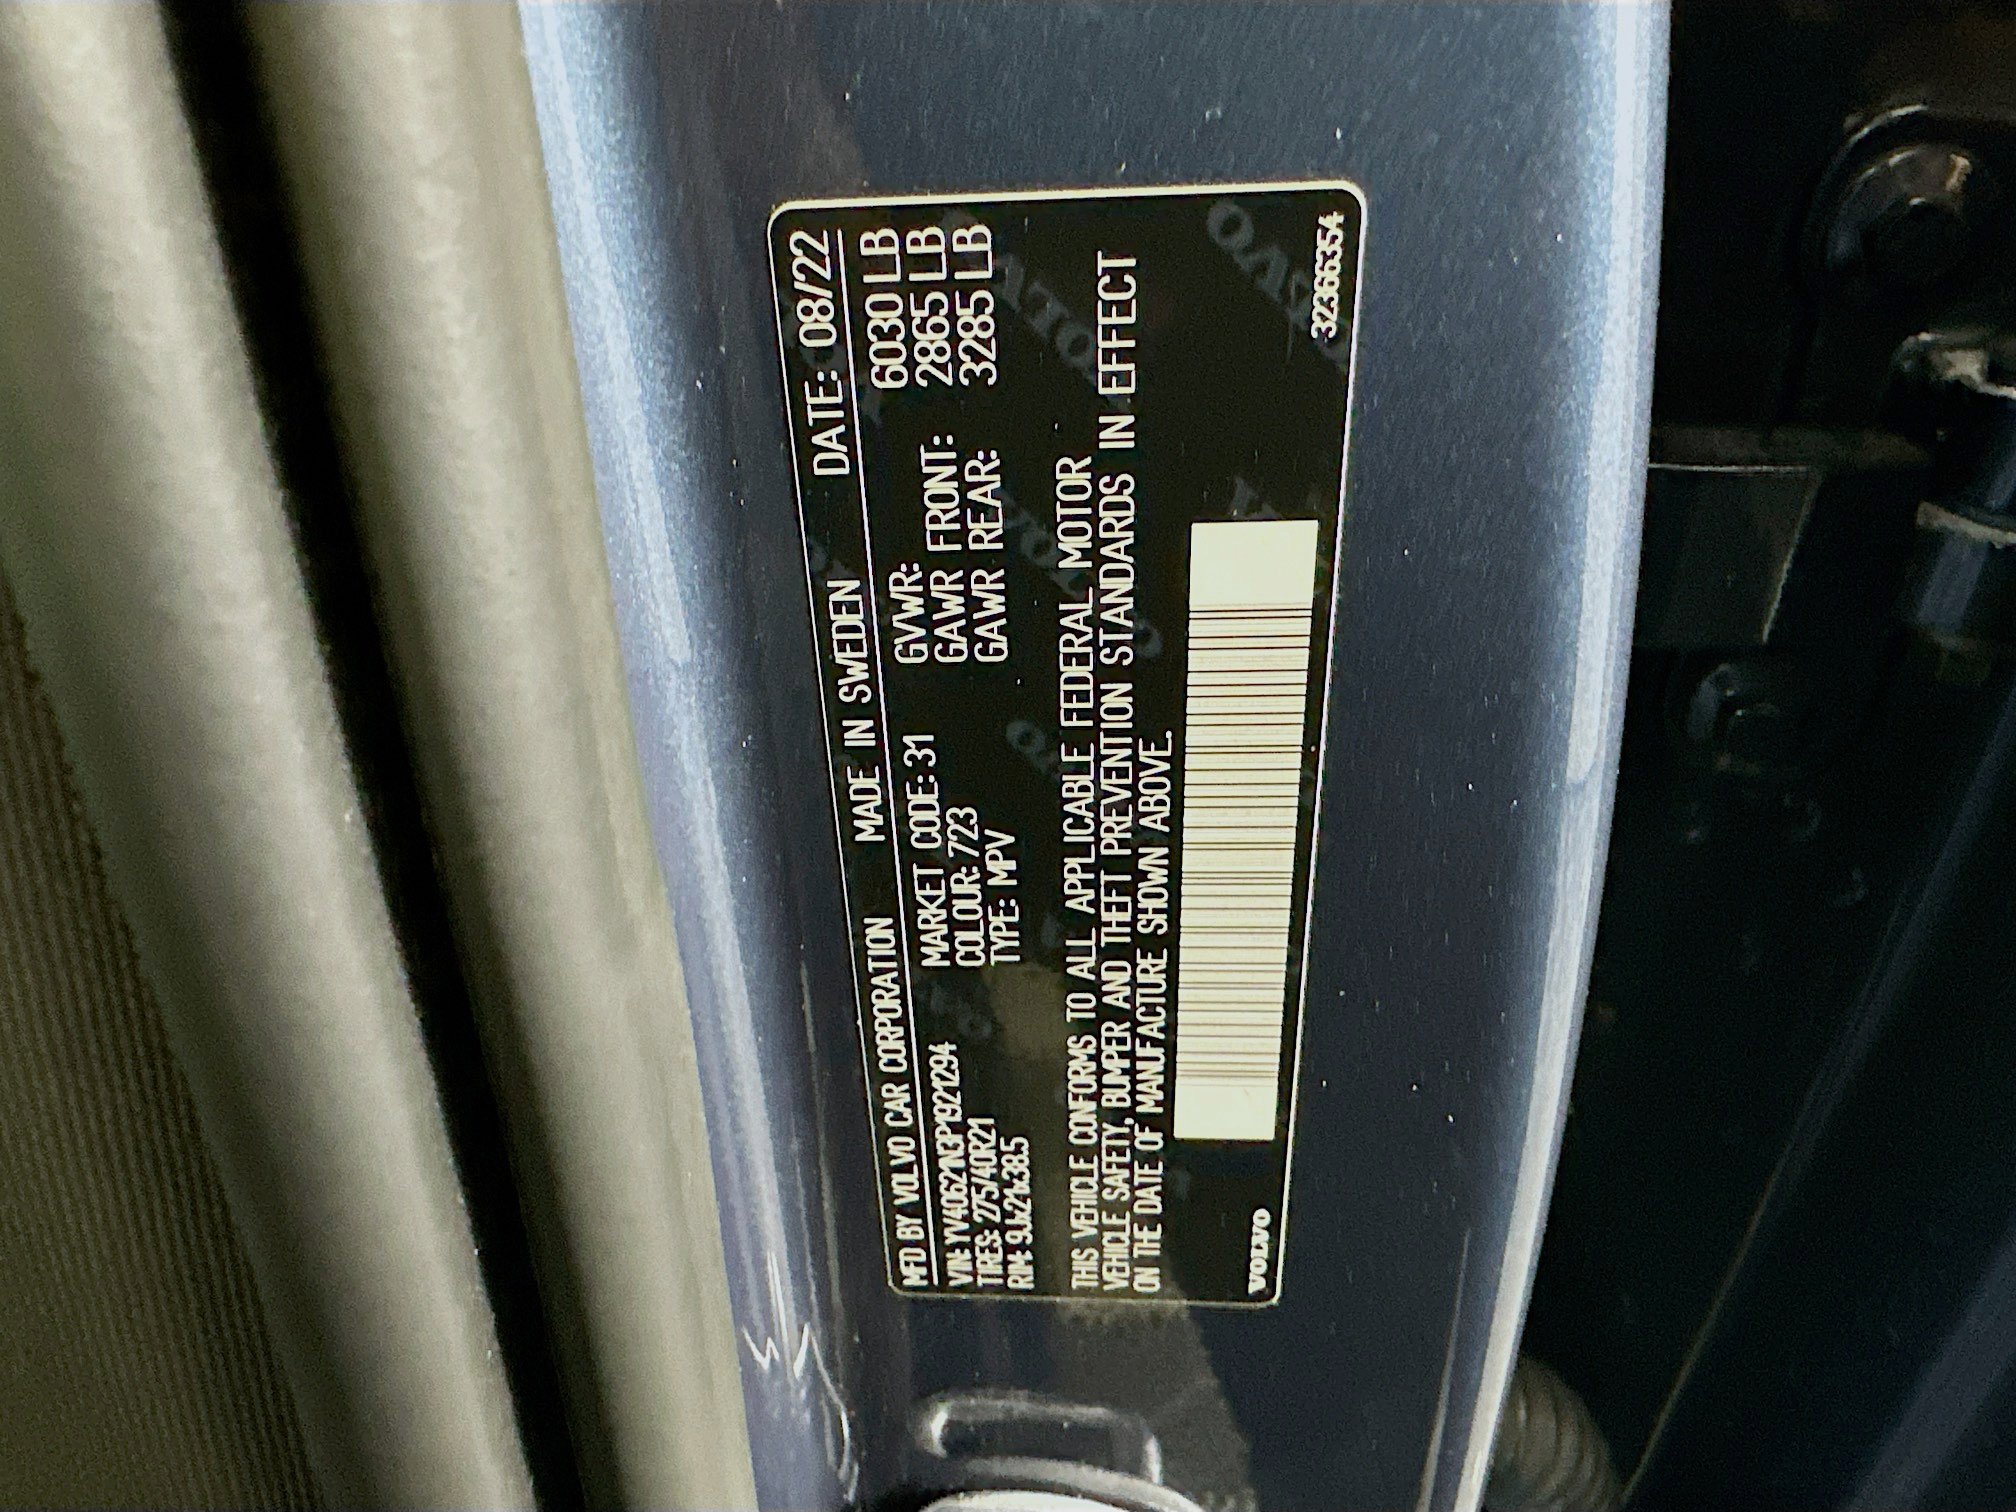 MFD BY VOLVO CAR CORPORATION MADE IN SWEDEN DATE: 08/22
VIN: YV40621N3P1921294 MARKET CODE: 31 GVWR: 6030 LB
TIRES: 275/40R21 COLOUR: 723 GAWR FRONT: 2865 LB
RIM: 9Jx21x38.5 TYPE: MPV GAWR REAR: 3285 LB
THIS VEHICLE CONFORMS TO ALL APPLICABLE FEDERAL MOTOR
VEHICLE SAFETY, BUMPER AND THEFT PREVENTION STANDARDS IN EFFECT
ON THE DATE OF MANUFACTURE SHOWN ABOVE.
VOLVO 32366354